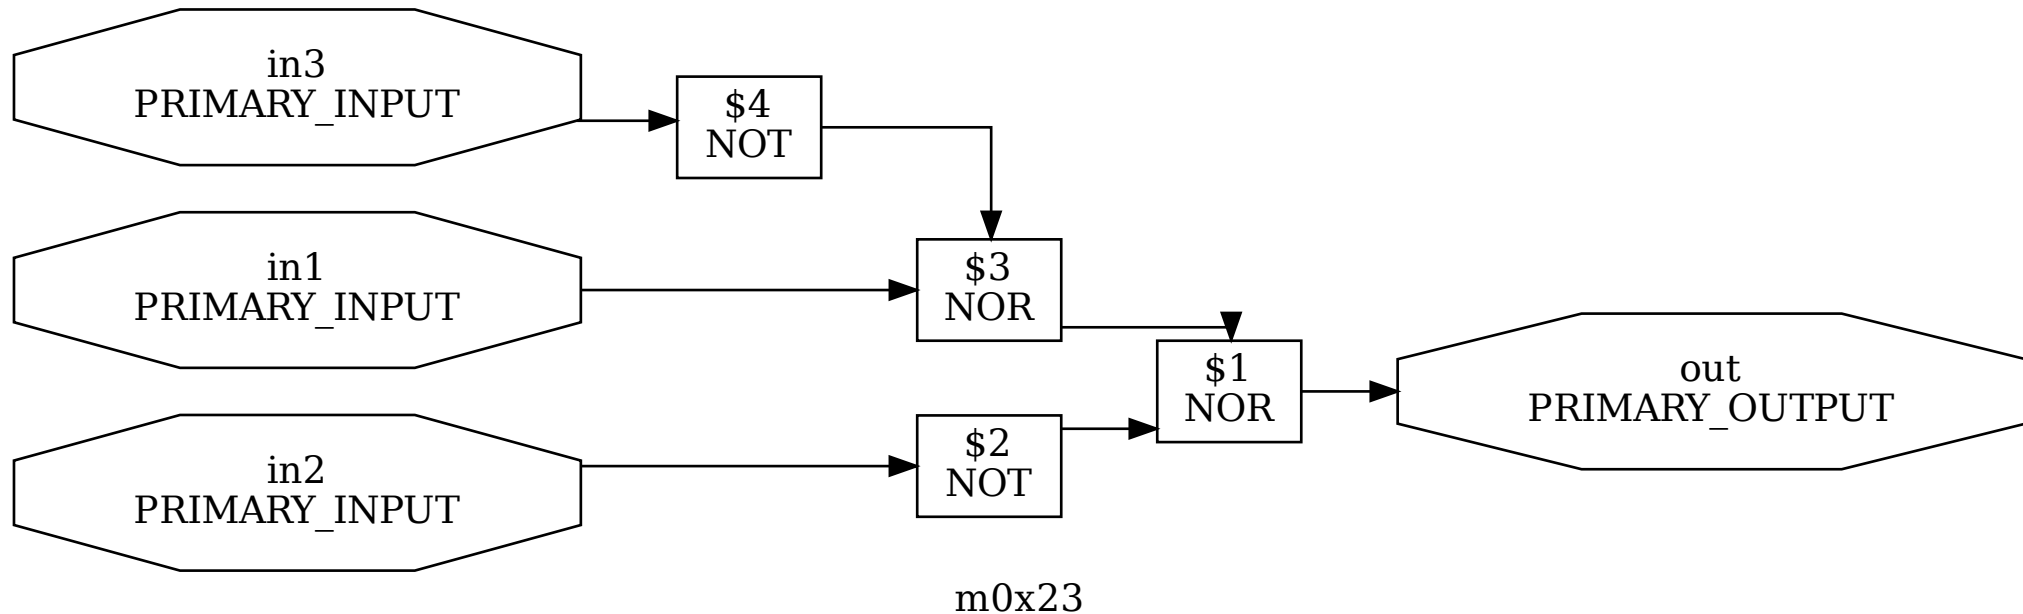 in3
PRIMARY_INPUT
$4
NOT
in1
PRIMARY_INPUT
$3
NOR
$1
NOR
out
PRIMARY_OUTPUT
in2
PRIMARY_INPUT
$2
NOT
m0x23